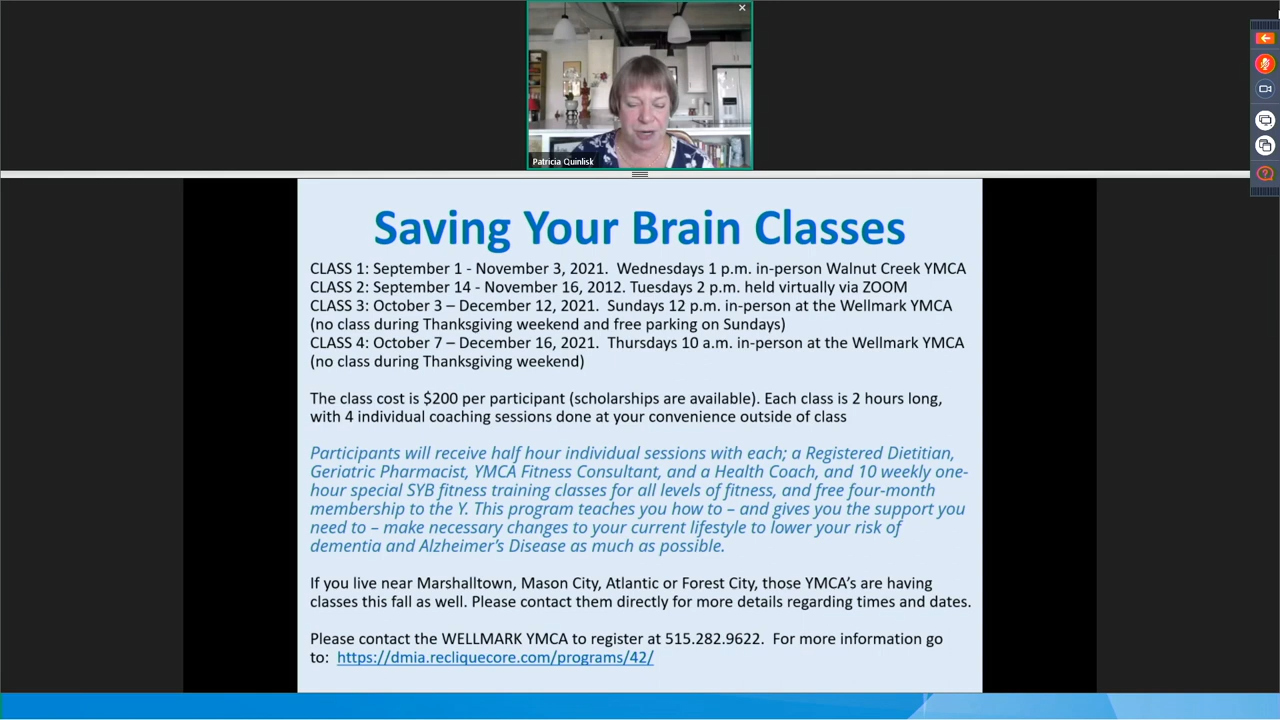 Patricia Quinlisk
Saving Your Brain Classes
CLASS 1: September 1 - November 3, 2021.  Wednesdays 1 p.m. in-person Walnut Creek YMCA
CLASS 2: September 14 - November 16, 2012. Tuesdays 2 p.m. held virtually via ZOOM
CLASS 3: October 3 – December 12, 2021.  Sundays 12 p.m. in-person at the Wellmark YMCA
(no class during Thanksgiving weekend and free parking on Sundays)
CLASS 4: October 7 – December 16, 2021.  Thursdays 10 a.m. in-person at the Wellmark YMCA
(no class during Thanksgiving weekend)
The class cost is $200 per participant (scholarships are available). Each class is 2 hours long,
with 4 individual coaching sessions done at your convenience outside of class
Participants will receive half hour individual sessions with each; a Registered Dietitian,
Geriatric Pharmacist, YMCA Fitness Consultant, and a Health Coach, and 10 weekly one-
hour special SYB fitness training classes for all levels of fitness, and free four-month
membership to the Y. This program teaches you how to – and gives you the support you
need to – make necessary changes to your current lifestyle to lower your risk of
dementia and Alzheimer's Disease as much as possible.
If you live near Marshalltown, Mason City, Atlantic or Forest City, those YMCA's are having
classes this fall as well. Please contact them directly for more details regarding times and dates.
Please contact the WELLMARK YMCA to register at 515.282.9622.  For more information go
to:  https://dmia.recliquecore.com/programs/42/